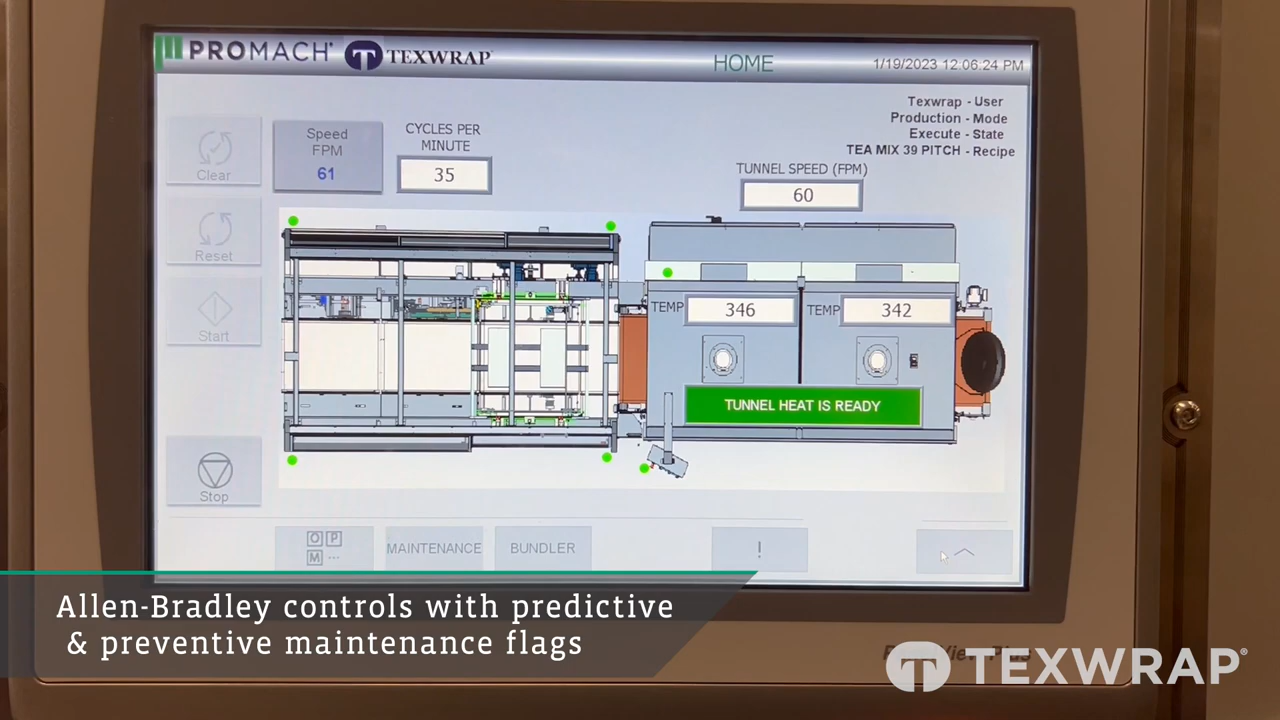 PROMACH
TEXWRAP
HOME
1/19/2023 12:06:24 PM
Texwrap - User
Production - Mode
Execute - State
TEA MIX 39 PITCH - Recipe
Clear
Speed
FPM
61
CYCLES PER
MINUTE
35
TUNNEL SPEED (FPM)
60
Reset
Start
TEMP
346
TEMP
342
TUNNEL HEAT IS READY
Stop
O P
M ...
MAINTENANCE
BUNDLER
!
Allen-Bradley controls with predictive
& preventive maintenance flags
TEXWRAP®